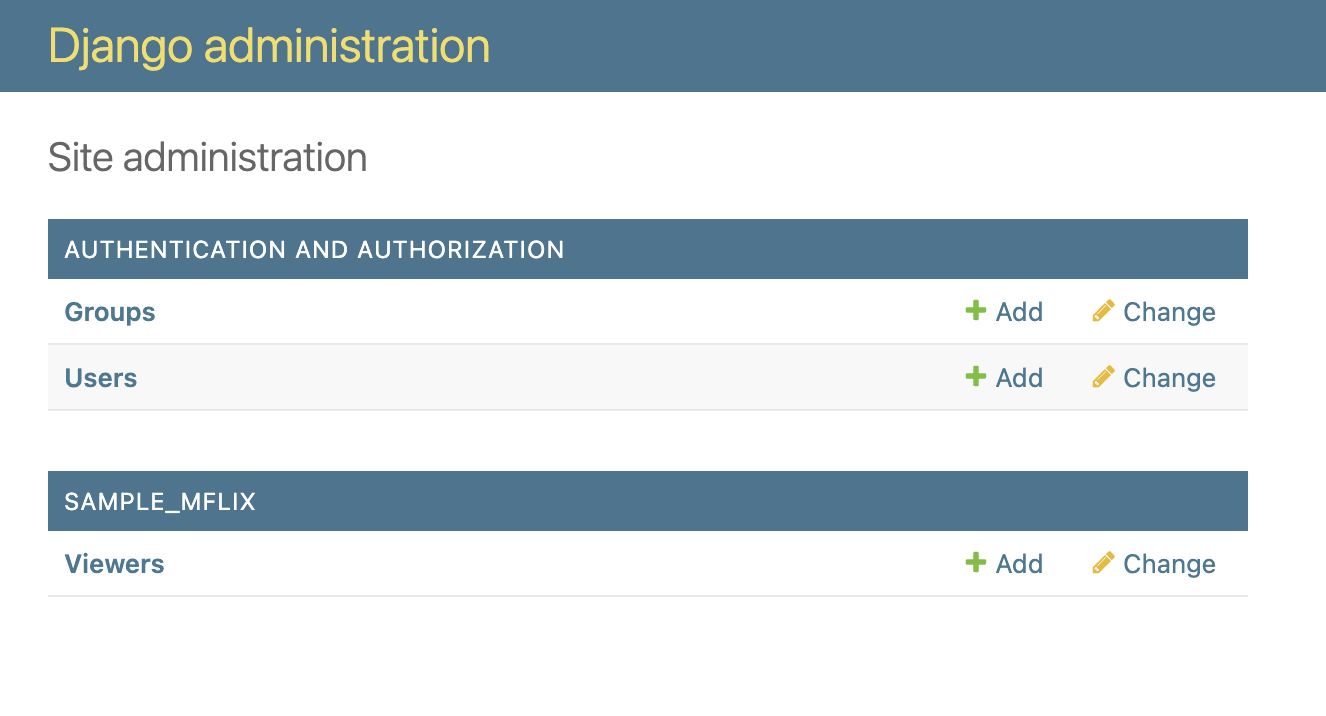 Django administration
Site administration
AUTHENTICATION AND AUTHORIZATION
Groups Add Change
Users Add Change
SAMPLE_MFLIX
Viewers Add Change